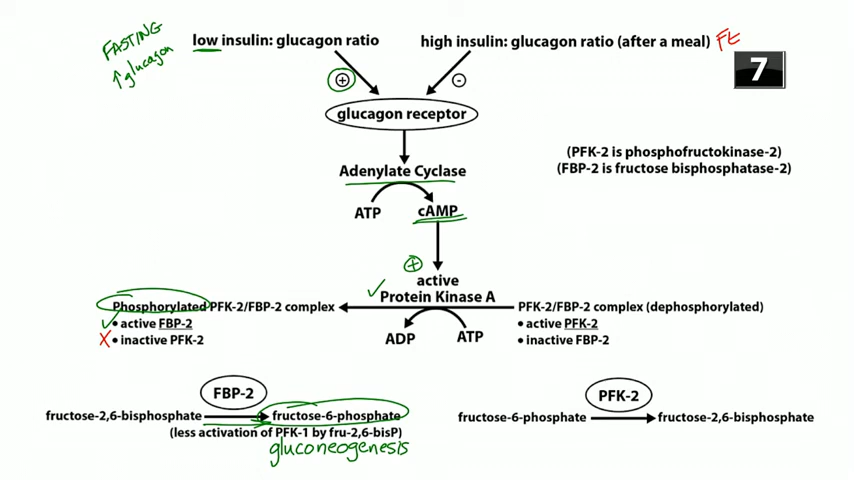 FASTING
↑glucagon
low insulin: glucagon ratio
high insulin: glucagon ratio (after a meal) FE
7
+
-
glucagon receptor
(PFK-2 is phosphofructokinase-2)
(FBP-2 is fructose bisphosphatase-2)
Adenylate Cyclase
ATP
cAMP
+
active
Protein Kinase A
Phosphorylated PFK-2/FBP-2 complex
• active FBP-2
• inactive PFK-2
PFK-2/FBP-2 complex (dephosphorylated)
• active PFK-2
• inactive FBP-2
ADP
ATP
FBP-2
fructose-2,6-bisphosphate
fructose-6-phosphate
(less activation of PFK-1 by fru-2,6-bisP)
gluconeogenesis
PFK-2
fructose-6-phosphate
fructose-2,6-bisphosphate